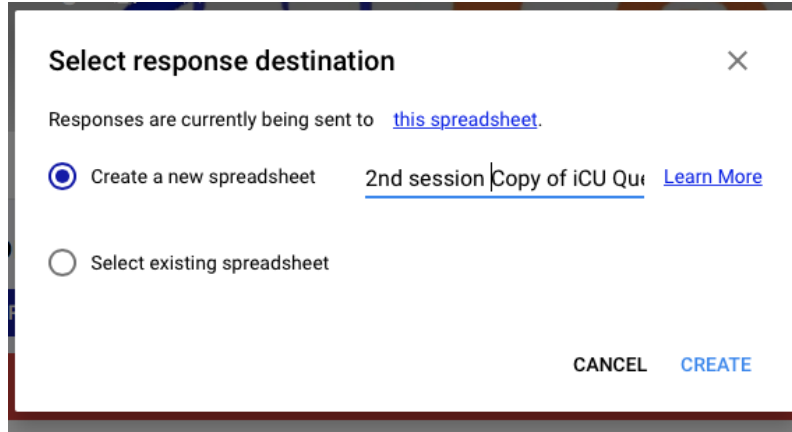 Select response destination
Responses are currently being sent to this spreadsheet.
Create a new spreadsheet 2nd session Copy of iCU Que Learn More
Select existing spreadsheet
CANCEL CREATE